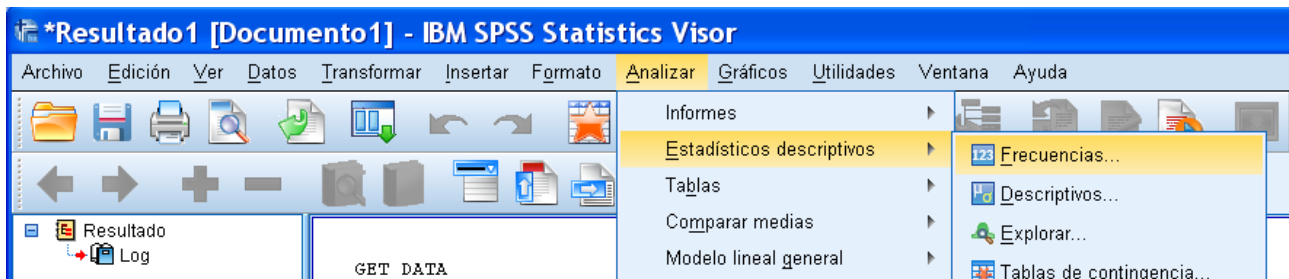 *Resultado1 [Documento1] - IBM SPSS Statistics Visor
Archivo Edición Ver Datos Transformar Insertar Formato Analizar Gráficos Utilidades Ventana Ayuda
Informes
Estadísticos descriptivos
Tablas
Comparar medias
Modelo lineal general
123 Frecuencias...
Descriptivos...
Explorar...
Tablas de contingencia...
Resultado
Log
GET DATA